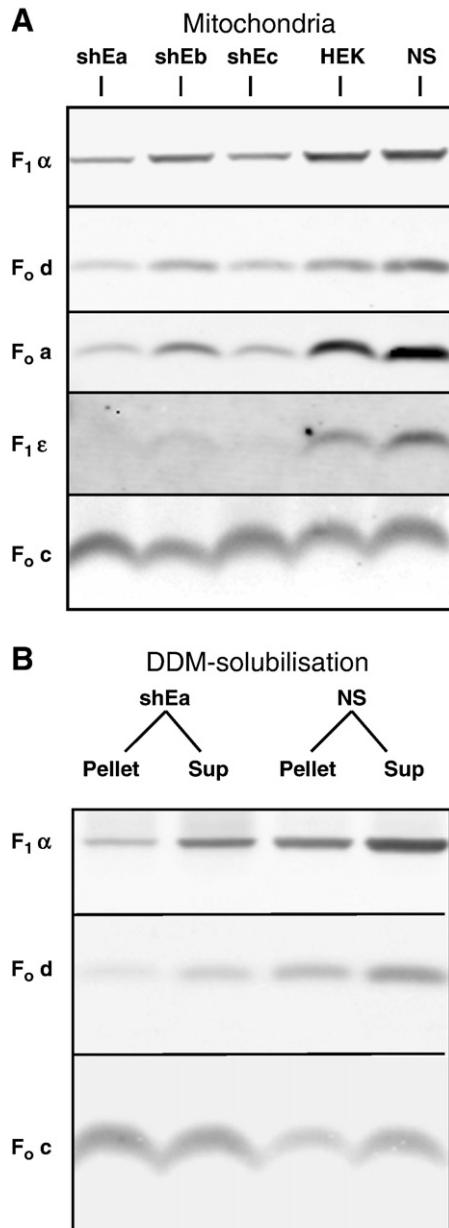 A Mitochondria
shEa shEb shEc HEK NS
F₁ α
Fₒ d
Fₒ a
F₁ ε
Fₒ c
B DDM-solubilisation
shEa NS
Pellet Sup Pellet Sup
F₁ α
Fₒ d
Fₒ c